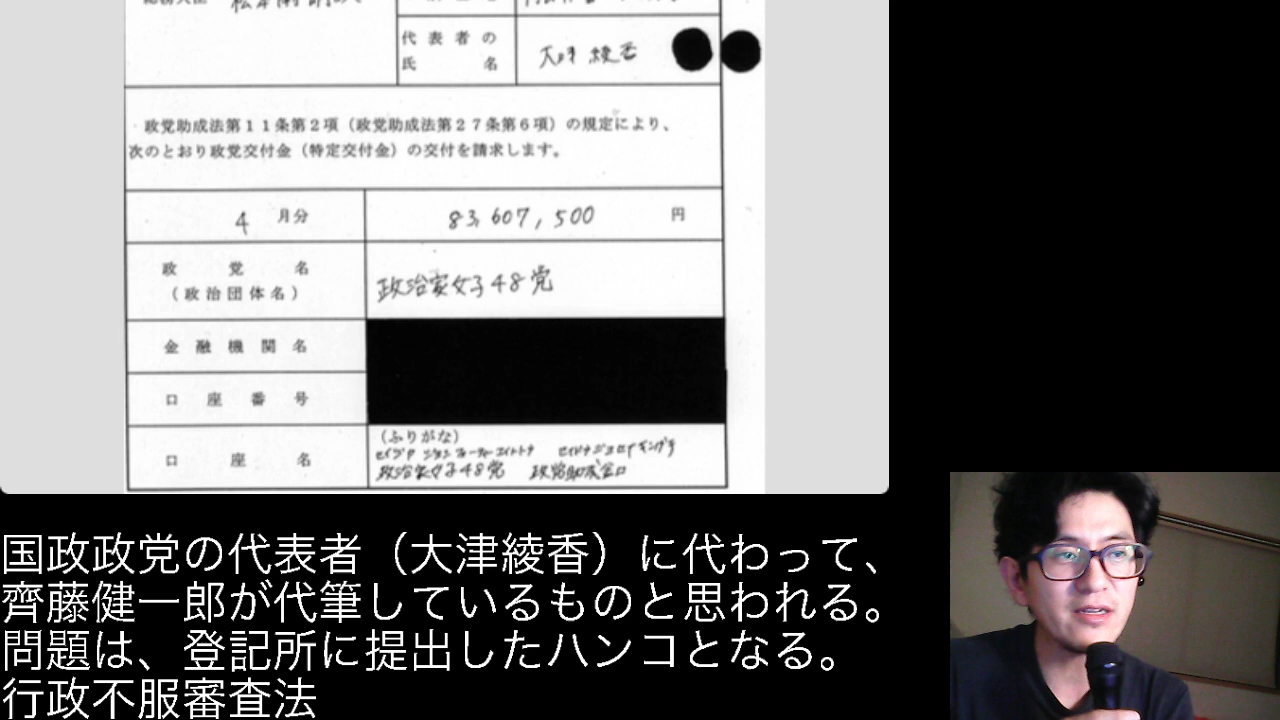 代表者の
氏名
大津 綾香
政党助成法第11条第2項（政党助成法第27条第6項）の規定により、
次のとおり政党交付金（特定交付金）の交付を請求します。
4 月分 83,607,500 円
政党名
（政治団体名）
政治家女子48党
金融機関名
口座番号
（ふりがな）
口座名
政治家女子48党 政党助成金口
国政政党の代表者（大津綾香）に代わって、
齊藤健一郎が代筆しているものと思われる。
問題は、登記所に提出したハンコとなる。
行政不服審査法